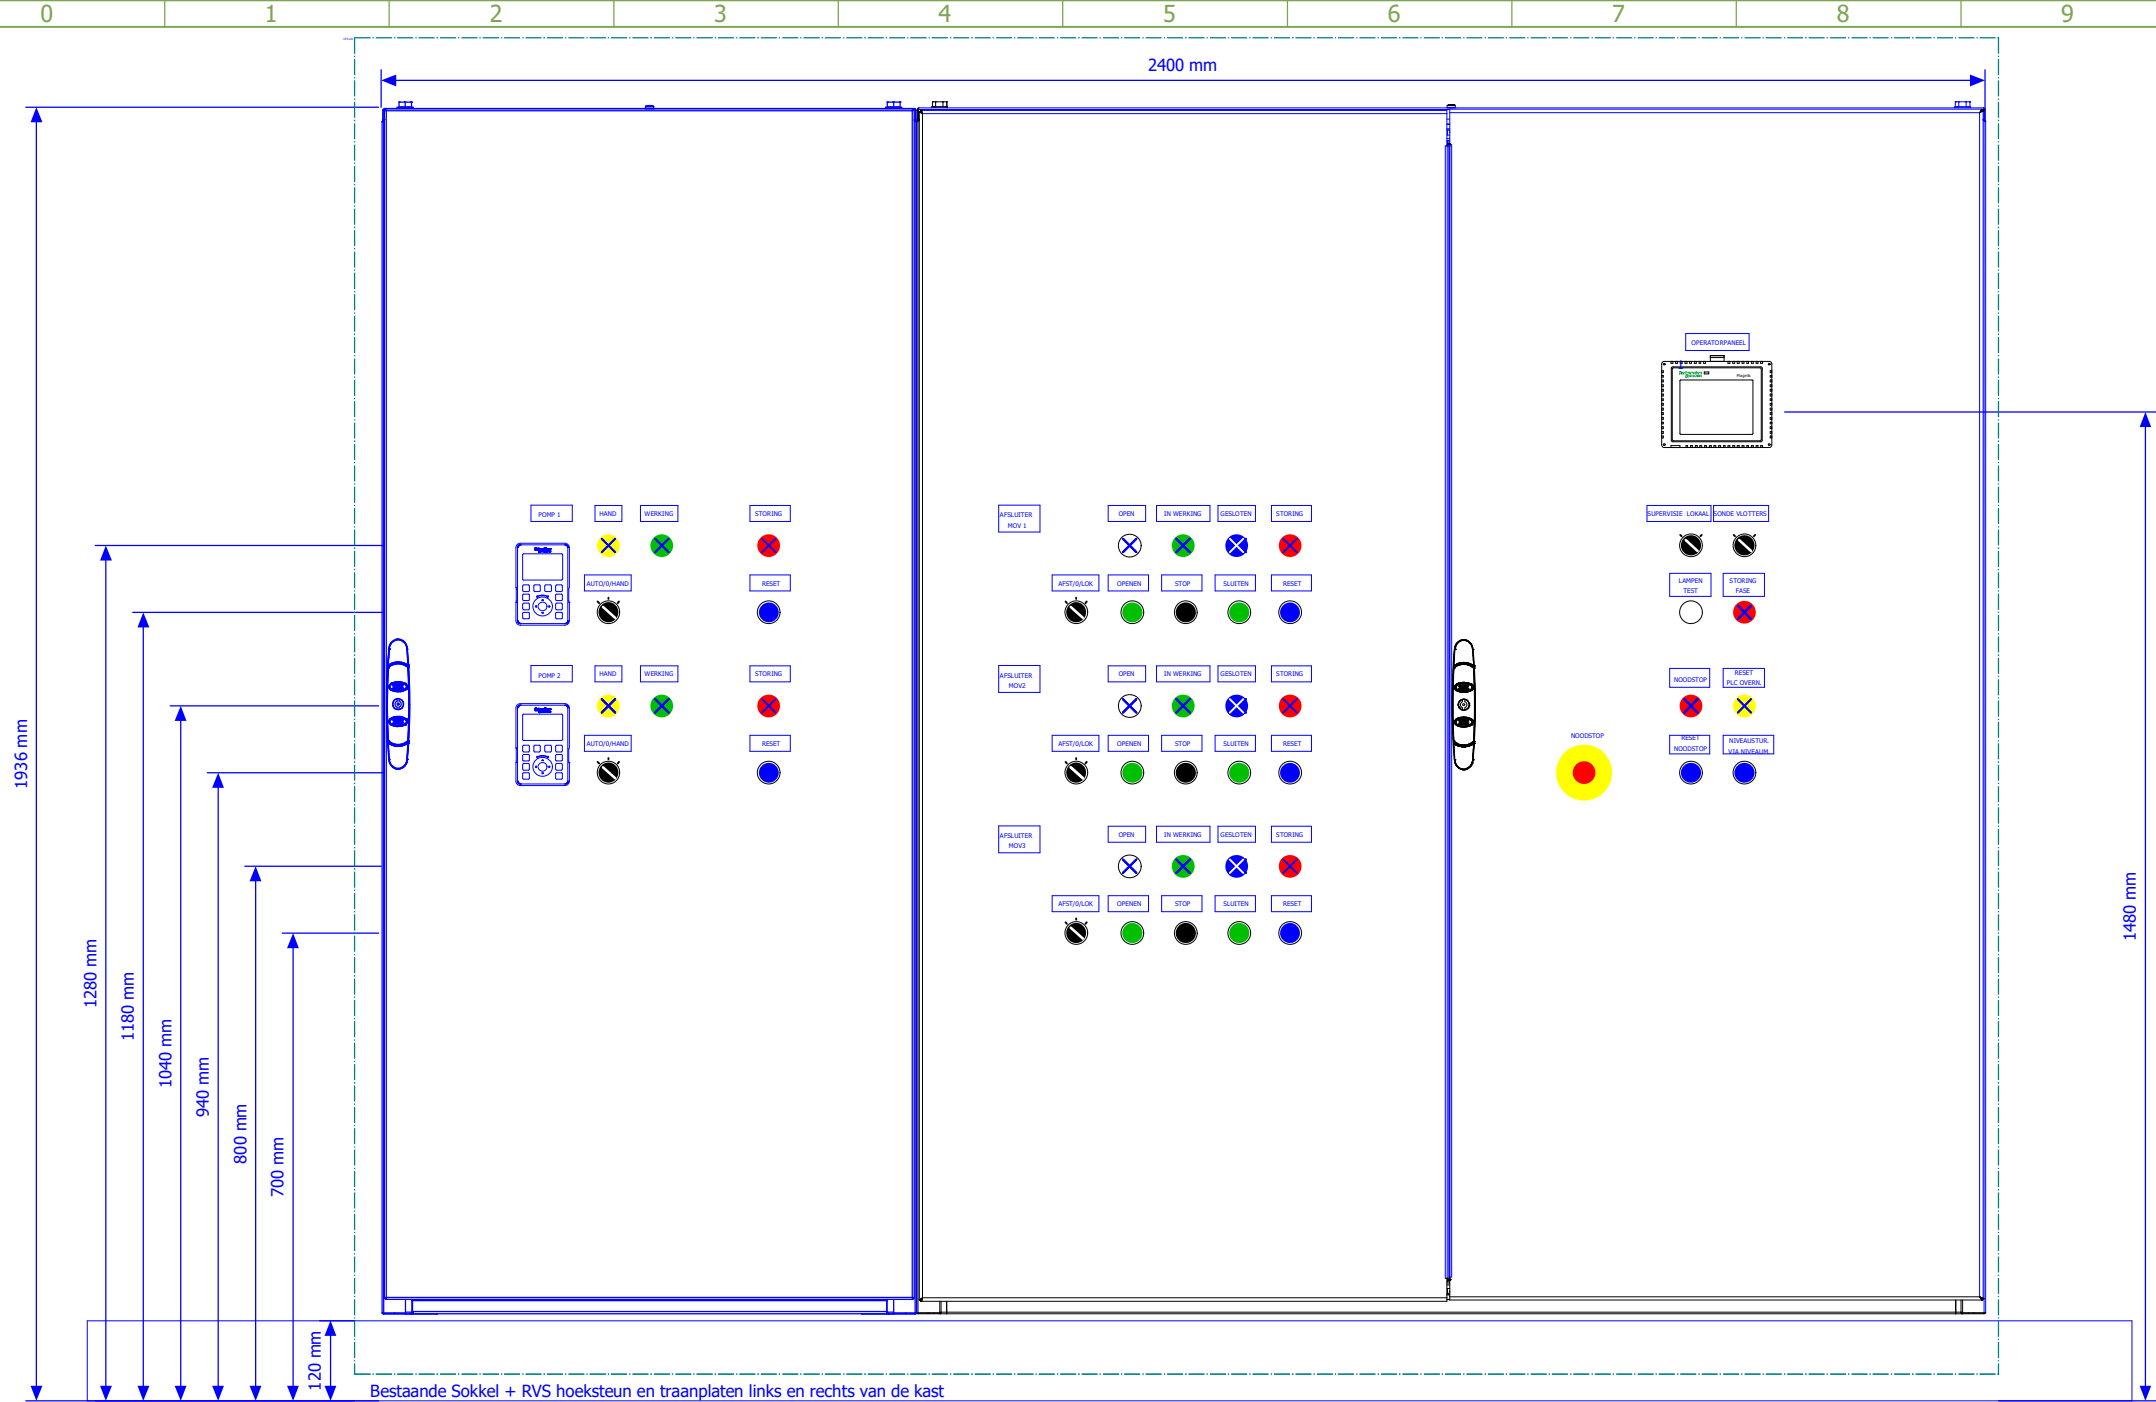 0 1 2 3 4 5 6 7 8 9
2400 mm
OPERATORPANEEL
Magelis
POMP 1 HAND WERKING STORING
AFSLUITER
MOV 1
OPEN IN WERKING GESLOTEN STORING
SUPERVISIE LOKAAL SONDE VLOTTERS
AUTO/0/HAND RESET
AFST/0/LOK OPENEN STOP SLUITEN RESET
LAMPEN
TEST
STORING
FASE
POMP 2 HAND WERKING STORING
AFSLUITER
MOV2
OPEN IN WERKING GESLOTEN STORING
NOODSTOP
RESET
PLC OVERN.
AUTO/0/HAND RESET
AFST/0/LOK OPENEN STOP SLUITEN RESET
NOODSTOP
RESET
NOODSTOP
NIVEAUSTUR.
VIA NIVEAUM.
AFSLUITER
MOV3
OPEN IN WERKING GESLOTEN STORING
AFST/0/LOK OPENEN STOP SLUITEN RESET
1936 mm
1280 mm
1180 mm
1040 mm
940 mm
800 mm
700 mm
120 mm
1480 mm
Bestaande Sokkel + RVS hoeksteun en traanplaten links en rechts van de kast